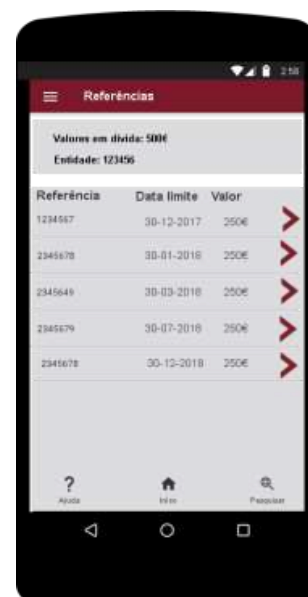 2:50
Referências
Valores em dívida: 500€
Entidade: 123456
Referência Data limite Valor
1234567 30-12-2017 250€
2345678 30-01-2018 250€
2345649 30-03-2018 250€
2345679 30-07-2018 250€
2345678 30-12-2018 250€
? 
Ajuda Início Pesquisar